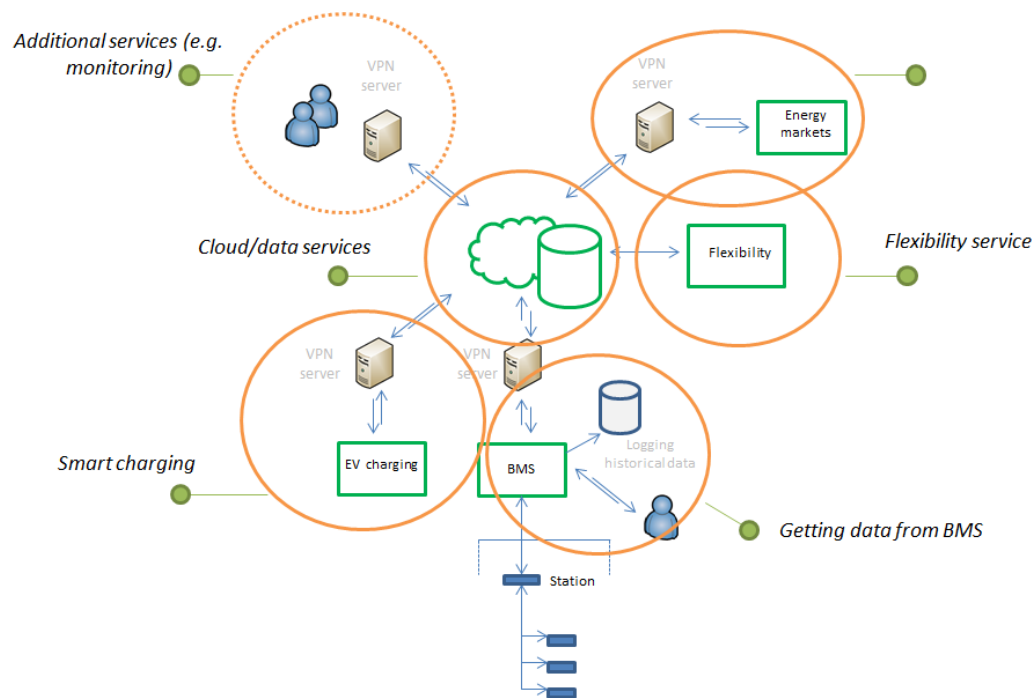 Additional services (e.g.
monitoring)
VPN
server
VPN
server
Energy
markets
Cloud/data services
Flexibility
Flexibility service
VPN
server
VPN
server
EV charging
BMS
Logging
historical data
Smart charging
Getting data from BMS
Station